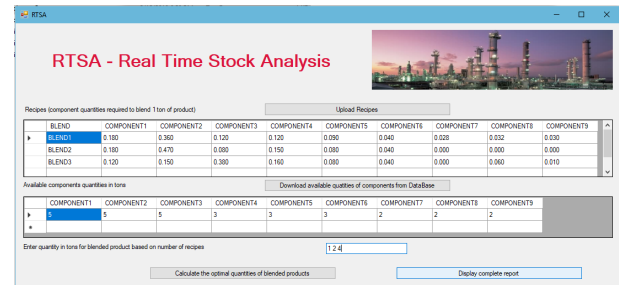 RTSA
RTSA - Real Time Stock Analysis
Recipes (component quantities required to blend 1 ton of product)
Upload Recipes
BLEND COMPONENT1 COMPONENT2 COMPONENT3 COMPONENT4 COMPONENT5 COMPONENT6 COMPONENT7 COMPONENT8 COMPONENT9
BLEND1 0.180 0.360 0.120 0.120 0.090 0.040 0.028 0.032 0.030
BLEND2 0.180 0.470 0.080 0.150 0.080 0.040 0.000 0.000 0.000
BLEND3 0.120 0.150 0.380 0.160 0.080 0.040 0.000 0.060 0.010
Available components quantities in tons
Download available quatities of components from DataBase
COMPONENT1 COMPONENT2 COMPONENT3 COMPONENT4 COMPONENT5 COMPONENT6 COMPONENT7 COMPONENT8 COMPONENT9
5 5 5 3 3 3 2 2 2
Enter quantity in tons for blended product based on number of recipes
1 2 4
Calculate the optimal quantities of blended products
Display complete report